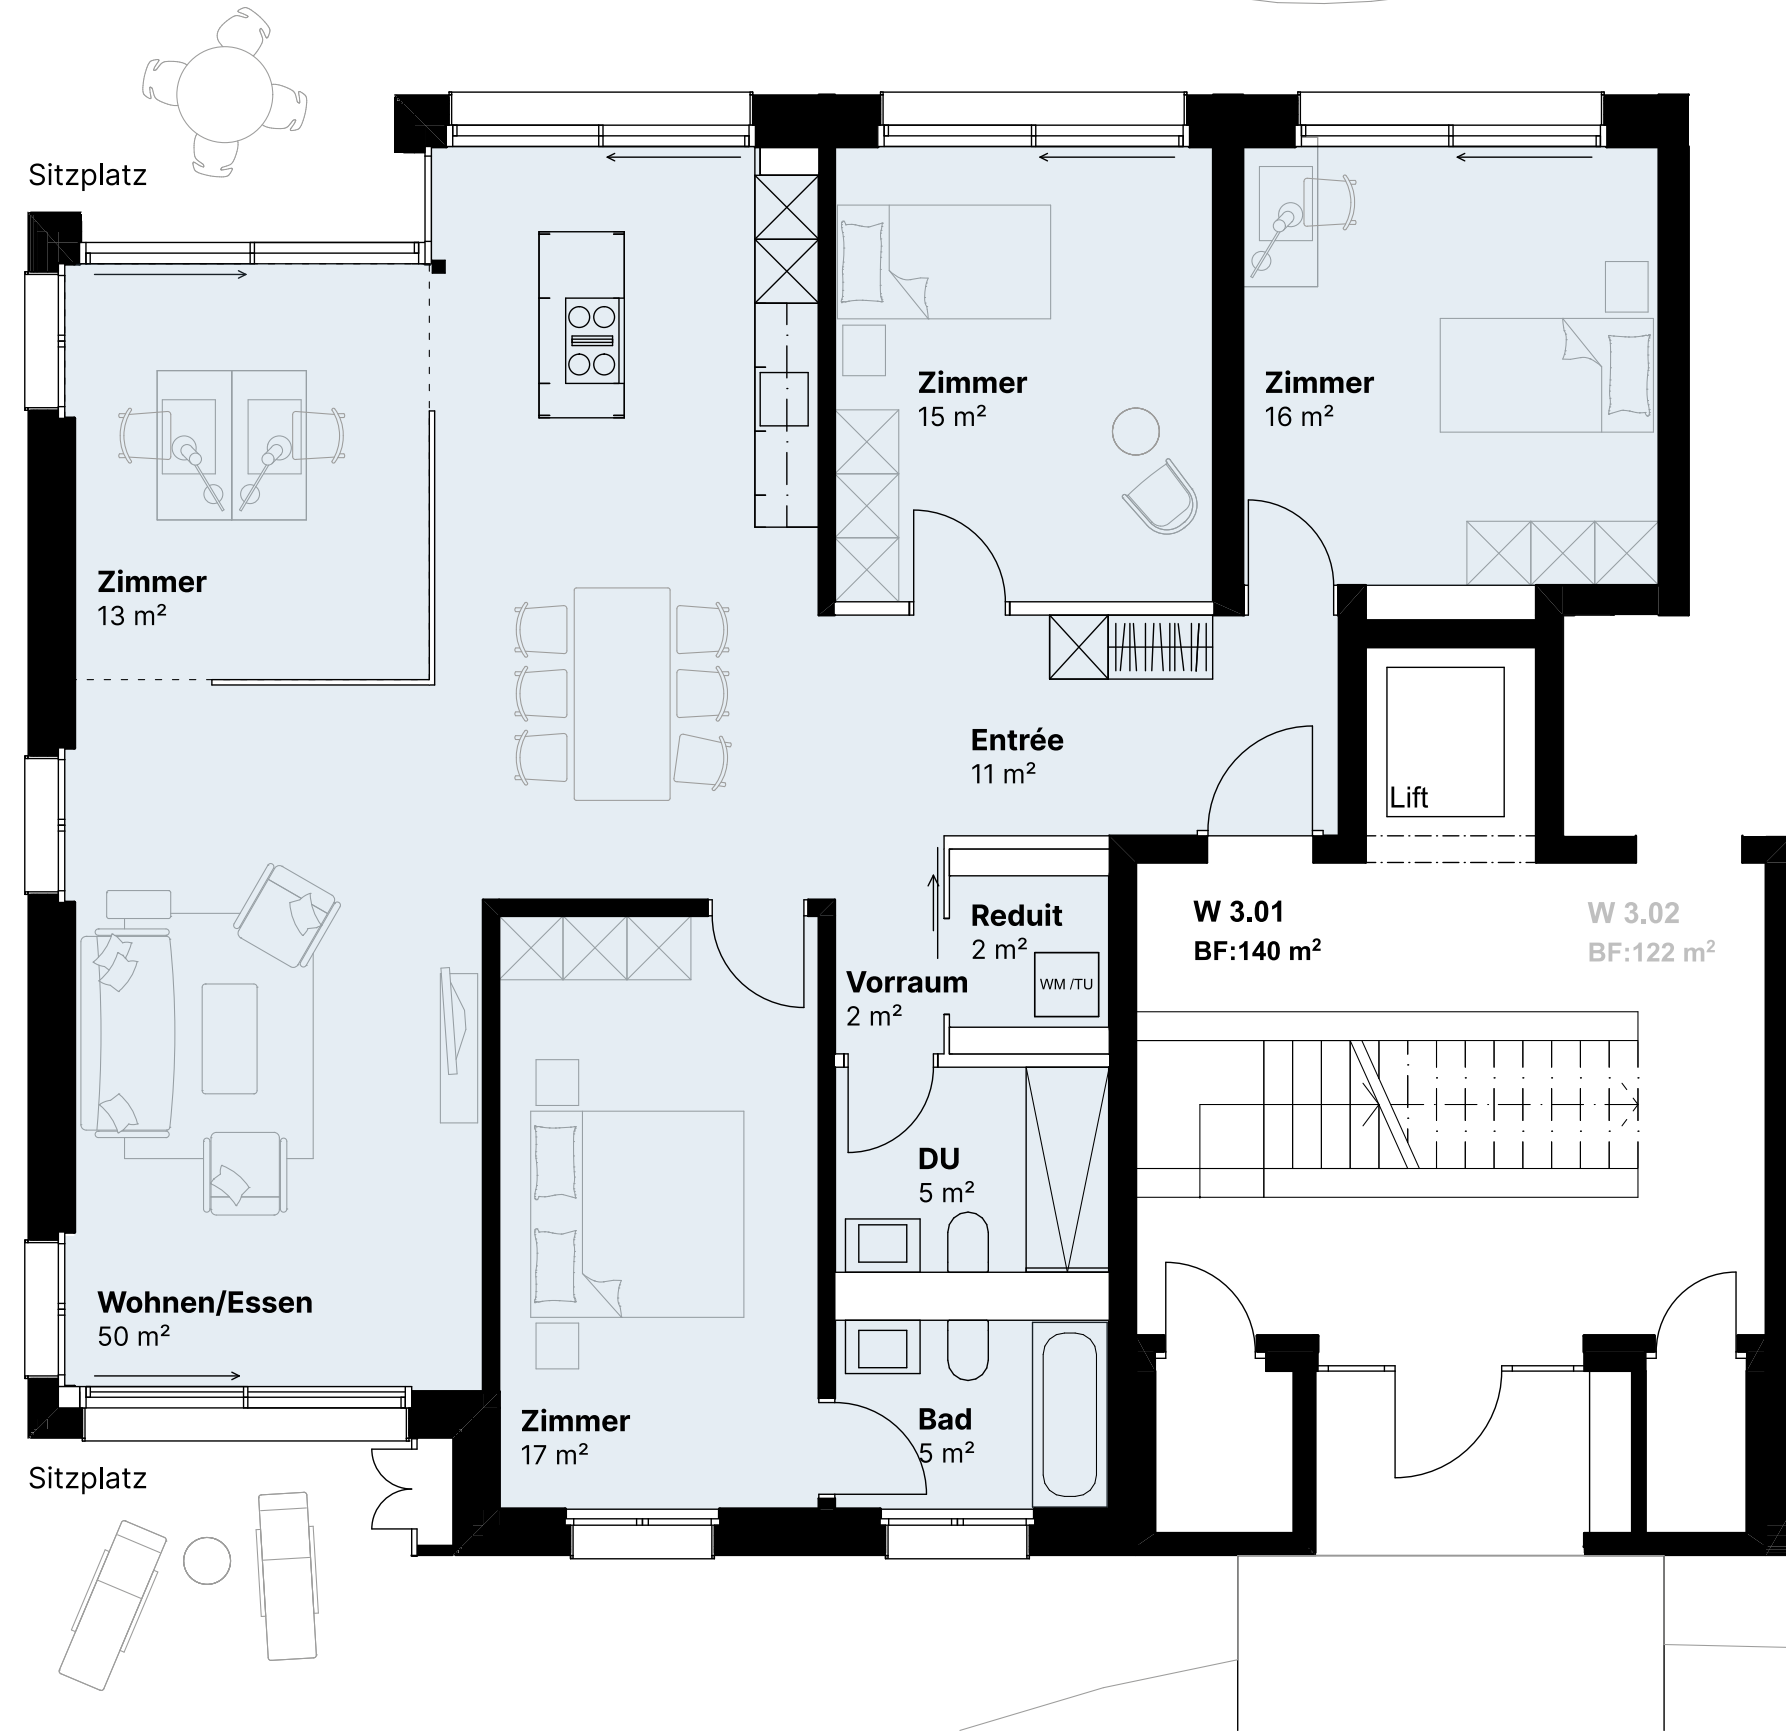 Sitzplatz
Zimmer
15 m²
Zimmer
16 m²
Zimmer
13 m²
Entrée
11 m²
Lift
Reduit
2 m²
W 3.01
BF:140 m²
W 3.02
BF:122 m²
Vorraum
2 m²
WM /TU
DU
5 m²
Wohnen/Essen
50 m²
Zimmer
17 m²
Bad
5 m²
Sitzplatz